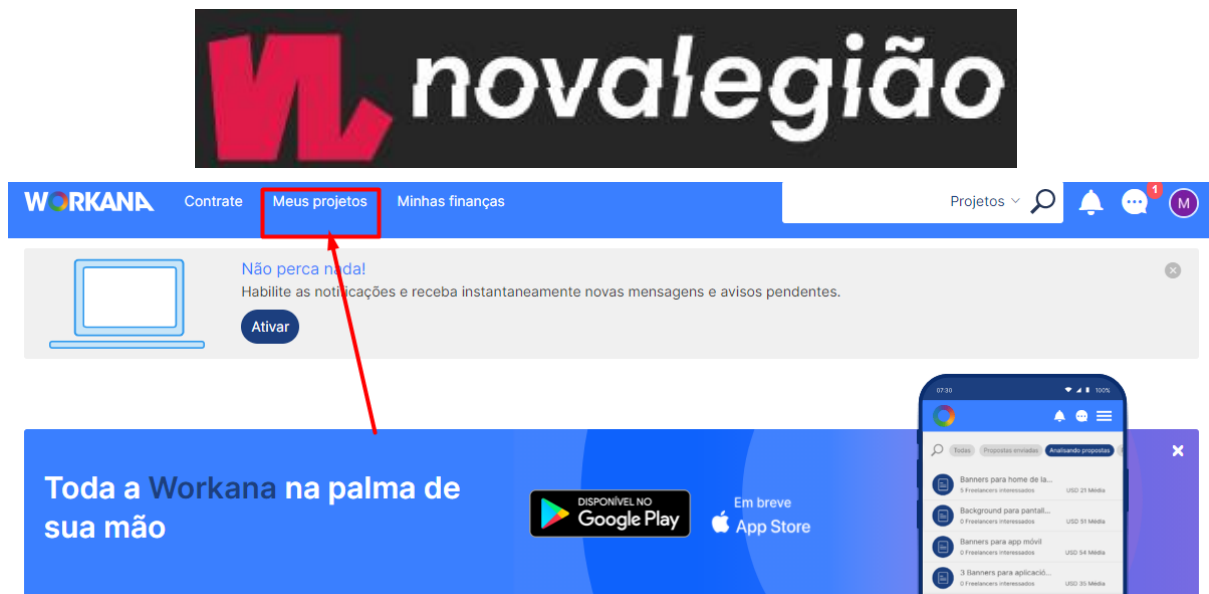 novalegião
WORKANA Contrate Meus projetos Minhas finanças Projetos 1 M
Não perca nada!
Habilite as notificações e receba instantaneamente novas mensagens e avisos pendentes.
Ativar
Toda a Workana na palma de
sua mão
DISPONÍVEL NO
Google Play
Em breve
App Store
07:30 100%
Todas Propostas enviadas Analisando propostas
Banners para home de la...
5 Freelancers interessados USD 21 Média
Background para pantall...
0 Freelancers interessados USD 51 Média
Banners para app móvil
0 Freelancers interessados USD 54 Média
3 Banners para aplicació...
0 Freelancers interessados USD 35 Média